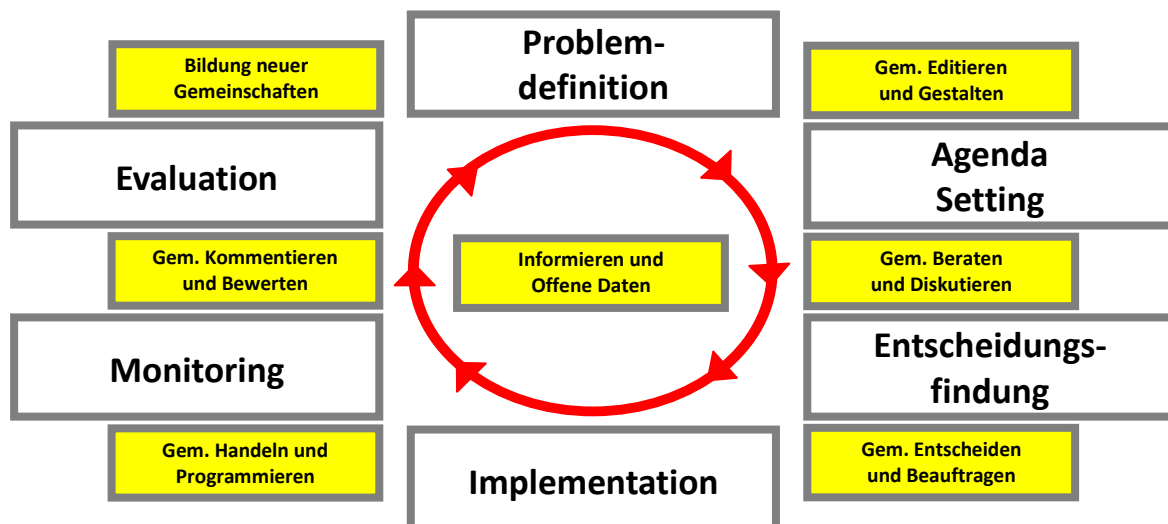 Problem-
definition
Bildung neuer
Gemeinschaften
Gem. Editieren
und Gestalten
Evaluation
Agenda
Setting
Gem. Kommentieren
und Bewerten
Informieren und
Offene Daten
Gem. Beraten
und Diskutieren
Monitoring
Entscheidungs-
findung
Gem. Handeln und
Programmieren
Implementation
Gem. Entscheiden
und Beauftragen